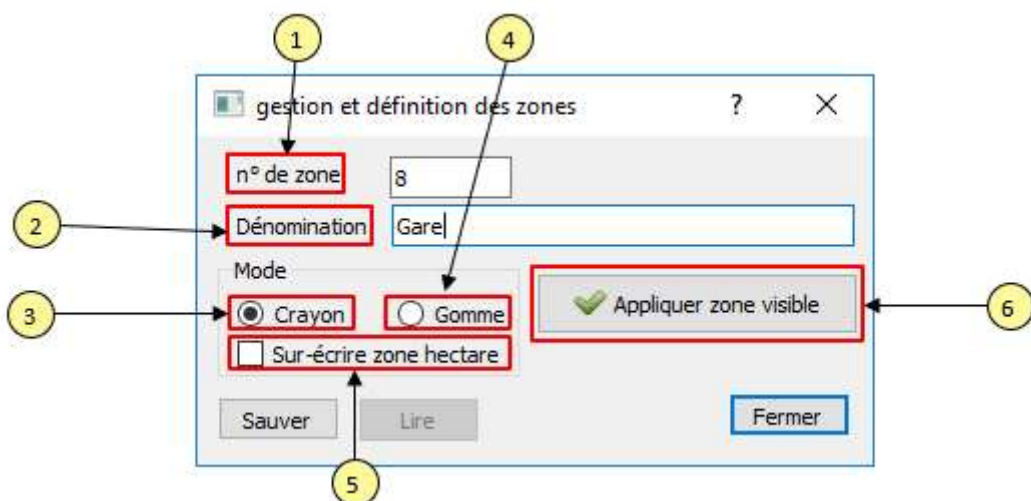 1
4
gestion et définition des zones ? X
n° de zone 8
2
Dénomination Gare
Mode
3
Crayon Gomme
Appliquer zone visible
6
Sur-écrire zone hectare
Sauver Lire Fermer
5